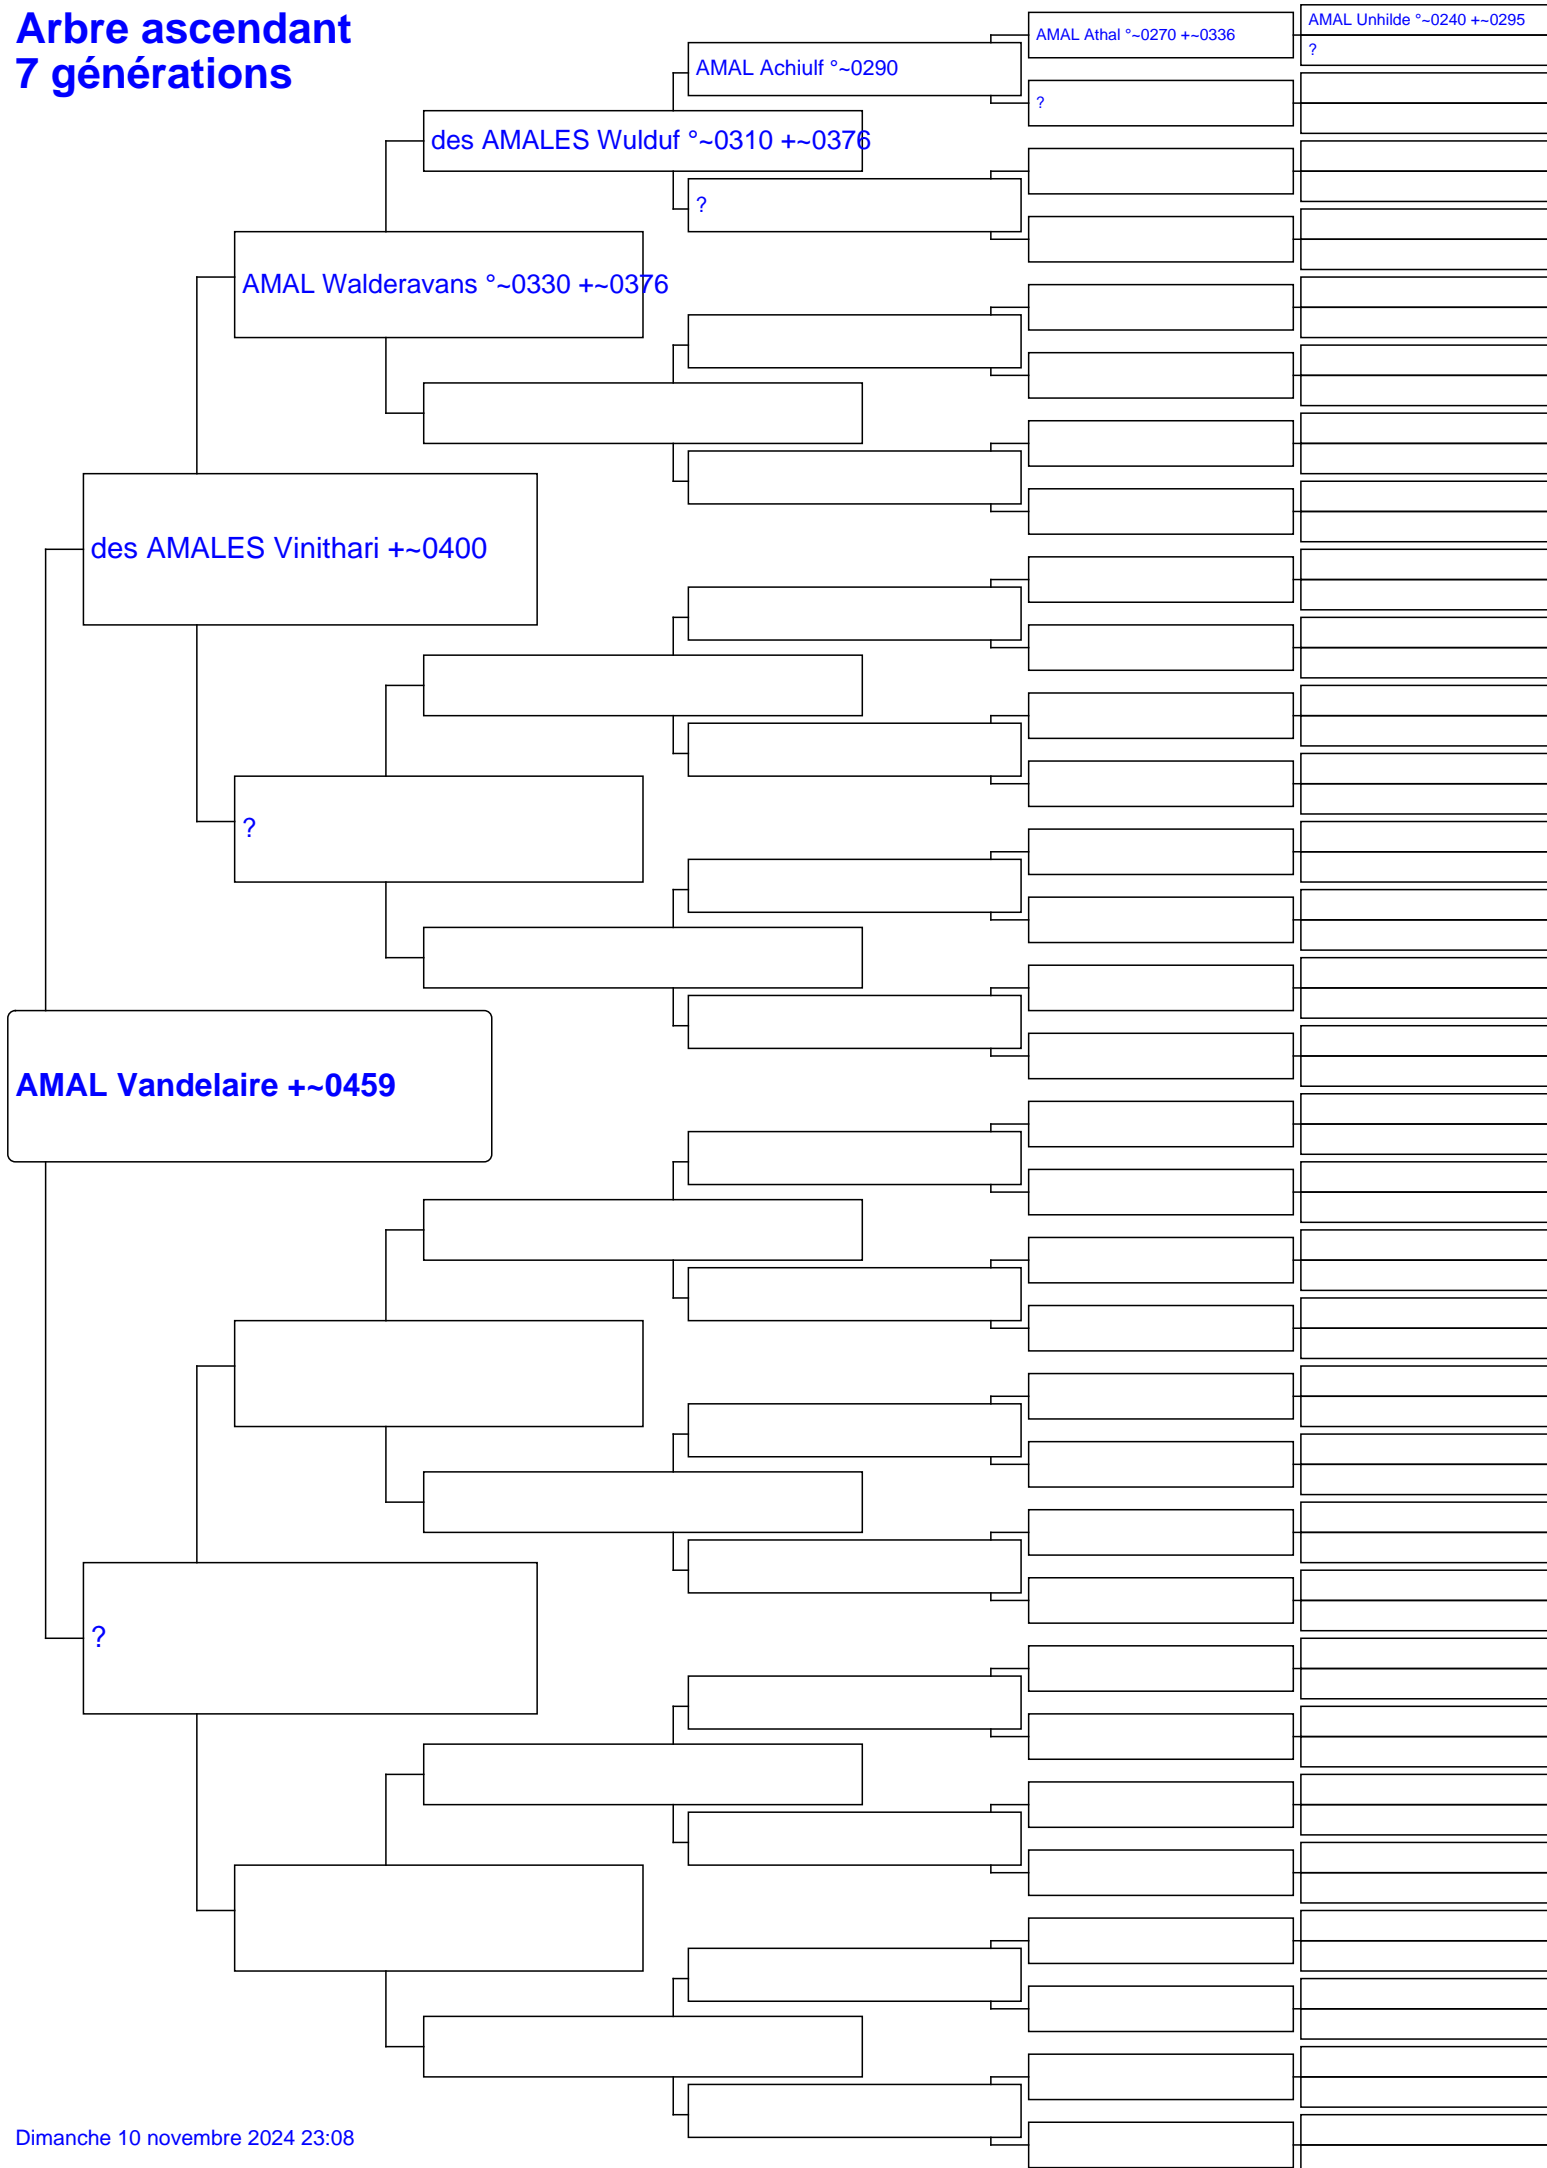 Arbre ascendant
7 générations
AMAL Unhilde °~0240 +~0295
?
AMAL Athal °~0270 +~0336
?
AMAL Achiulf °~0290
?
des AMALES Wulduf °~0310 +~0376
AMAL Walderavans °~0330 +~0376
des AMALES Vinithari +~0400
?
AMAL Vandelaire +~0459
?
Dimanche 10 novembre 2024 23:08